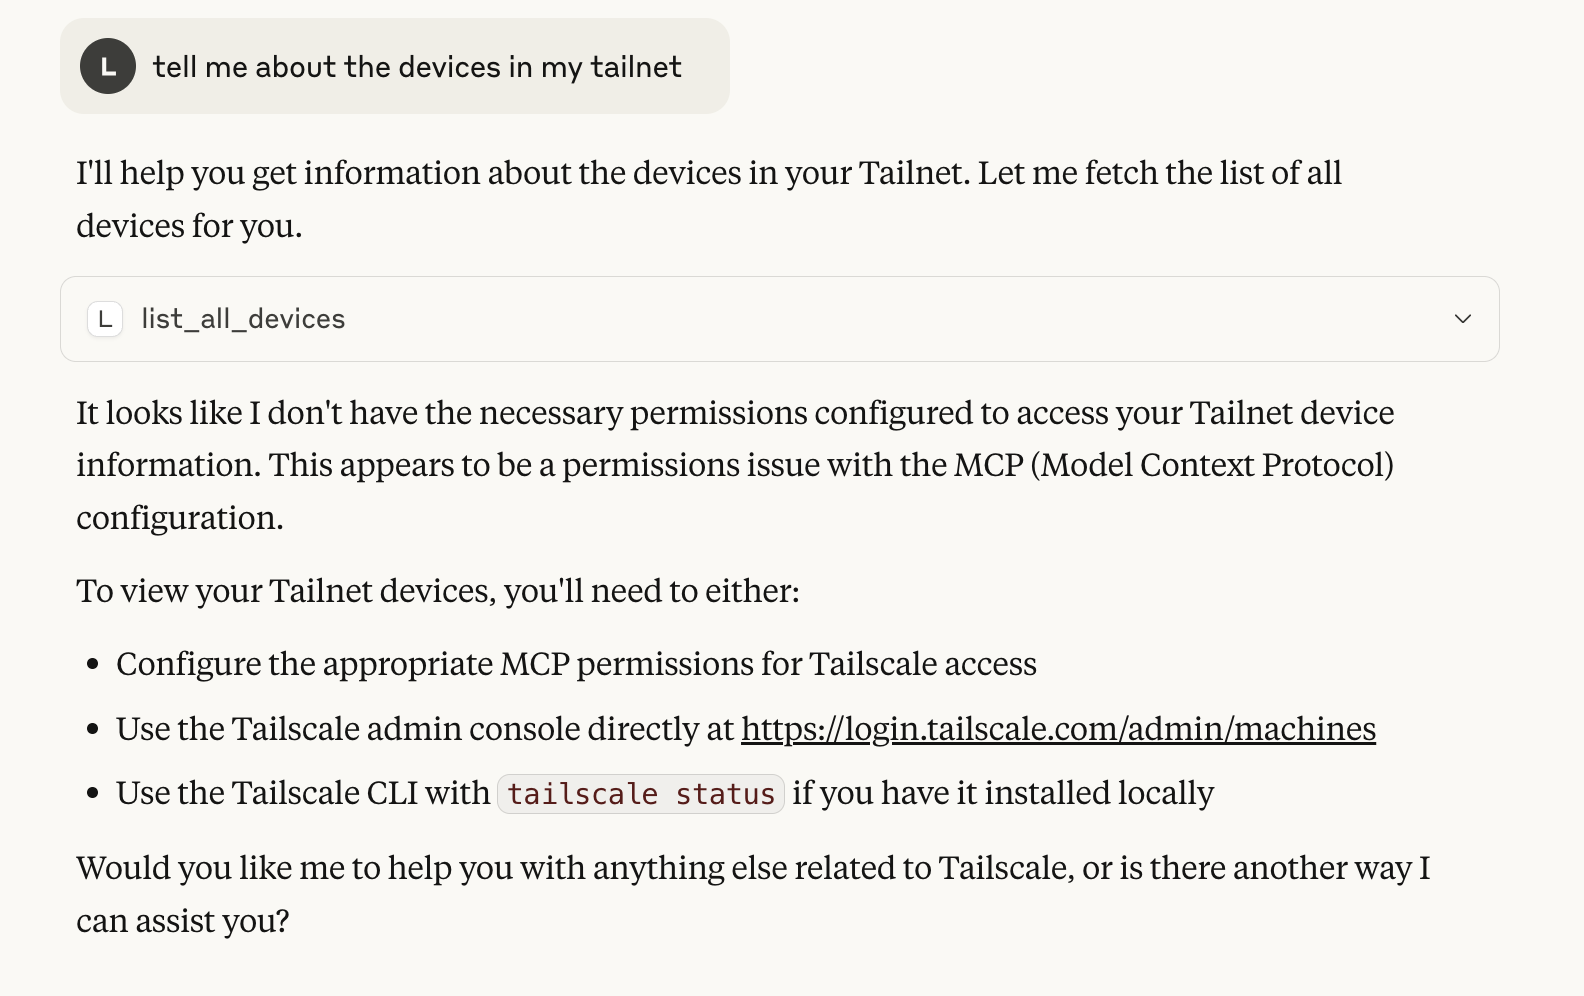 L tell me about the devices in my tailnet
I'll help you get information about the devices in your Tailnet. Let me fetch the list of all
devices for you.
L list_all_devices
It looks like I don't have the necessary permissions configured to access your Tailnet device
information. This appears to be a permissions issue with the MCP (Model Context Protocol)
configuration.
To view your Tailnet devices, you'll need to either:
• Configure the appropriate MCP permissions for Tailscale access
• Use the Tailscale admin console directly at https://login.tailscale.com/admin/machines
• Use the Tailscale CLI with tailscale status if you have it installed locally
Would you like me to help you with anything else related to Tailscale, or is there another way I
can assist you?